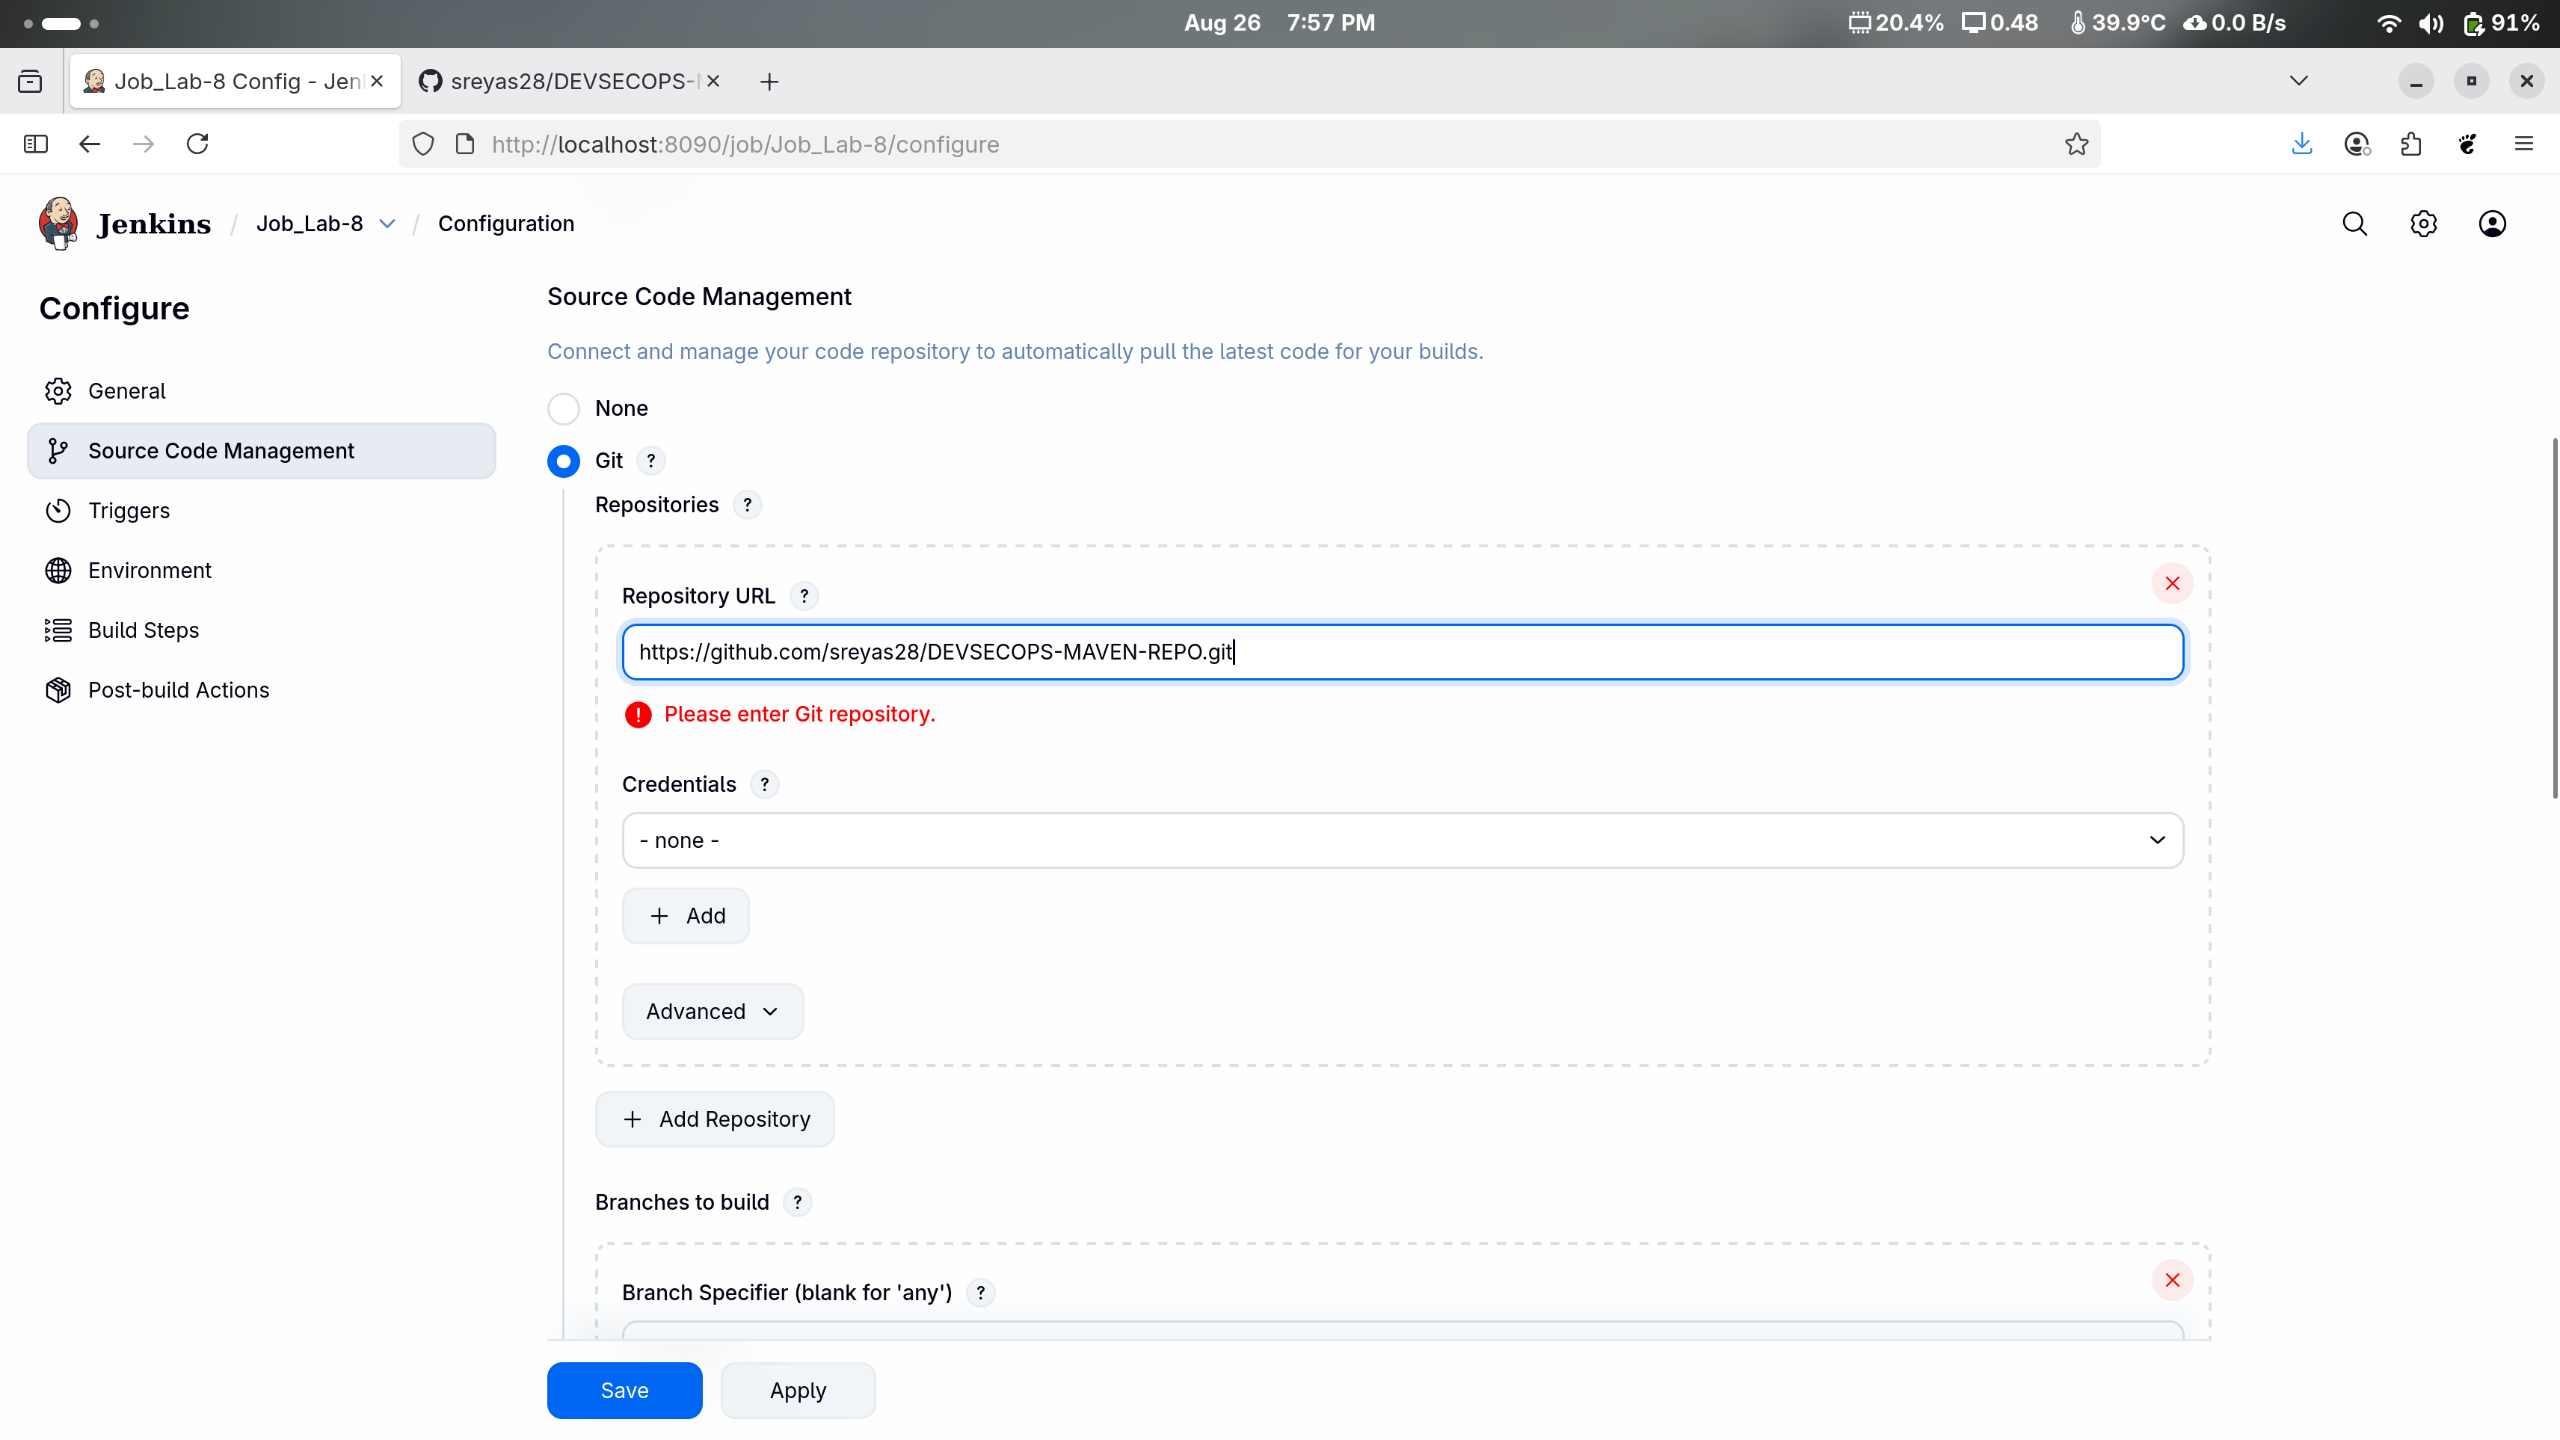 Aug 26 7:57 PM
20.4% 0.48 39.9°C 0.0 B/s 91%
Job_Lab-8 Config - Jen
sreyas28/DEVSECOPS-
http://localhost:8090/job/Job_Lab-8/configure
Jenkins / Job_Lab-8 / Configuration
Configure
General
Source Code Management
Triggers
Environment
Build Steps
Post-build Actions
Source Code Management
Connect and manage your code repository to automatically pull the latest code for your builds.
None
Git ?
Repositories ?
Repository URL ?
https://github.com/sreyas28/DEVSECOPS-MAVEN-REPO.git
Please enter Git repository.
Credentials ?
- none -
+ Add
Advanced
+ Add Repository
Branches to build ?
Branch Specifier (blank for 'any') ?
Save
Apply